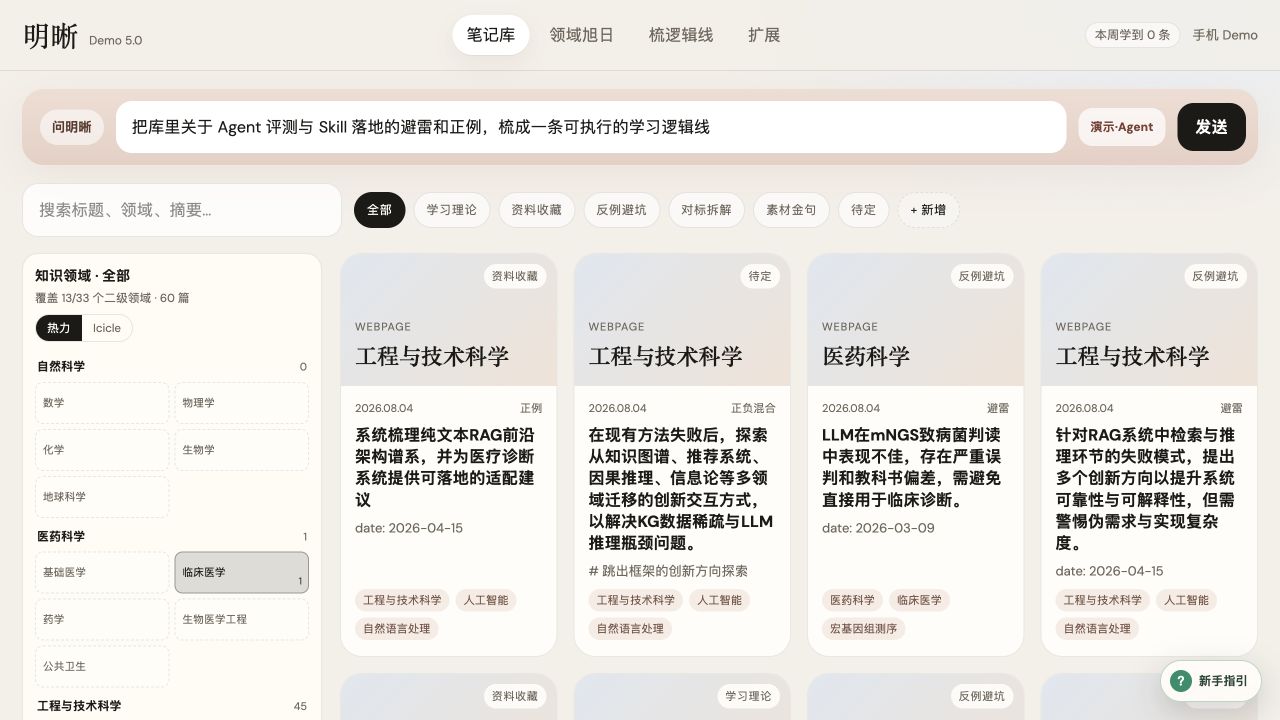 明晰
Demo 5.0
笔记库
领域旭日
梳逻辑线
扩展
本周学到 0 条
手机 Demo
问明晰
把库里关于 Agent 评测与 Skill 落地的避雷和正例，梳成一条可执行的学习逻辑线
演示·Agent
发送
搜索标题、领域、摘要...
全部
学习理论
资料收藏
反例避坑
对标拆解
素材金句
待定
+ 新增
知识领域 · 全部
覆盖 13/33 个二级领域 · 60 篇
热力
Icicle
自然科学
0
数学
物理学
化学
生物学
地球科学
医药科学
1
基础医学
临床医学
1
药学
生物医学工程
公共卫生
工程与技术科学
45
资料收藏
WEBPAGE
工程与技术科学
2026.08.04
正例
系统梳理纯文本RAG前沿
架构谱系，并为医疗诊断
系统提供可落地的适配建
议
date: 2026-04-15
工程与技术科学
人工智能
自然语言处理
待定
WEBPAGE
工程与技术科学
2026.08.04
正负混合
在现有方法失败后，探索
从知识图谱、推荐系统、
因果推理、信息论等多领
域迁移的创新交互方式，
以解决KG数据稀疏与LLM
推理瓶颈问题。
# 跳出框架的创新方向探索
工程与技术科学
人工智能
自然语言处理
反例避坑
WEBPAGE
医药科学
2026.08.04
避雷
LLM在mNGS致病菌判读
中表现不佳，存在严重误
判和教科书偏差，需避免
直接用于临床诊断。
date: 2026-03-09
医药科学
临床医学
宏基因组测序
反例避坑
WEBPAGE
工程与技术科学
2026.08.04
避雷
针对RAG系统中检索与推
理环节的失败模式，提出
多个创新方向以提升系统
可靠性与可解释性，但需
警惕伪需求与实现复杂
度。
date: 2026-04-15
工程与技术科学
人工智能
自然语言处理
资料收藏
学习理论
反例避坑
? 新手指引